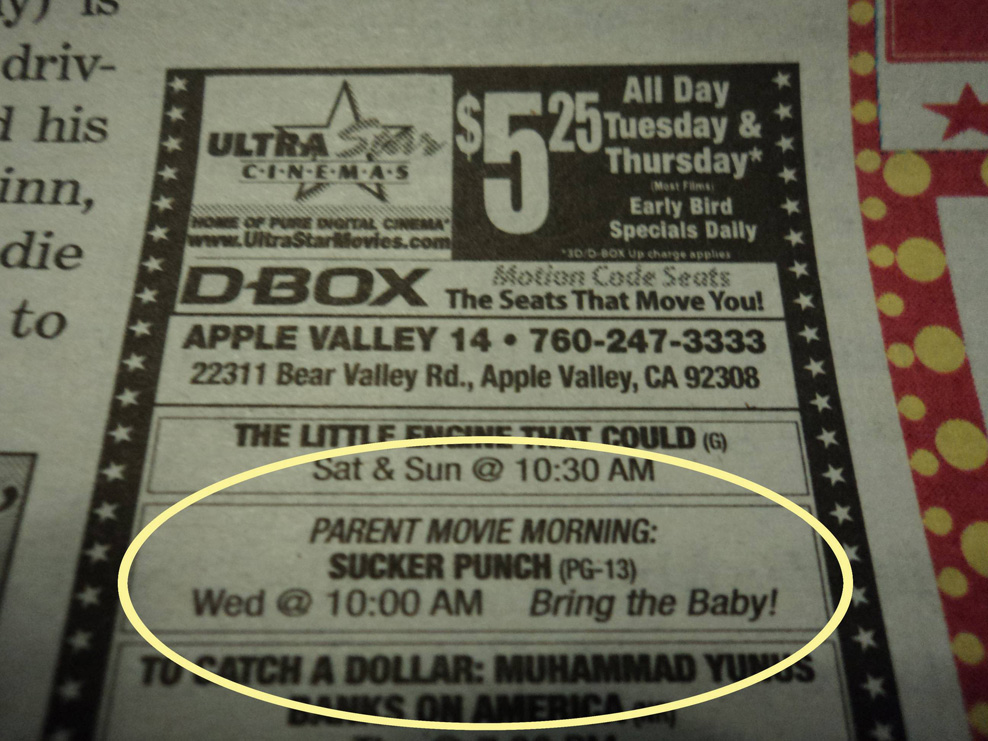 driv-
his
inn,
die
to
ULTRA Star
C·I·N·E·M·A·S
HOME OF PURE DIGITAL CINEMA
www.UltraStarMovies.com
$5.25
All Day
Tuesday &
Thursday*
(Most Films)
Early Bird
Specials Daily
*3D/D-BOX Up charge applies
D-BOX
Motion Code Seats
The Seats That Move You!
APPLE VALLEY 14 • 760-247-3333
22311 Bear Valley Rd., Apple Valley, CA 92308
THE LITTLE ENGINE THAT COULD (G)
Sat & Sun @ 10:30 AM
PARENT MOVIE MORNING:
SUCKER PUNCH (PG-13)
Wed @ 10:00 AM Bring the Baby!
TO CATCH A DOLLAR: MUHAMMAD YUNUS
BANKS ON AMERICA